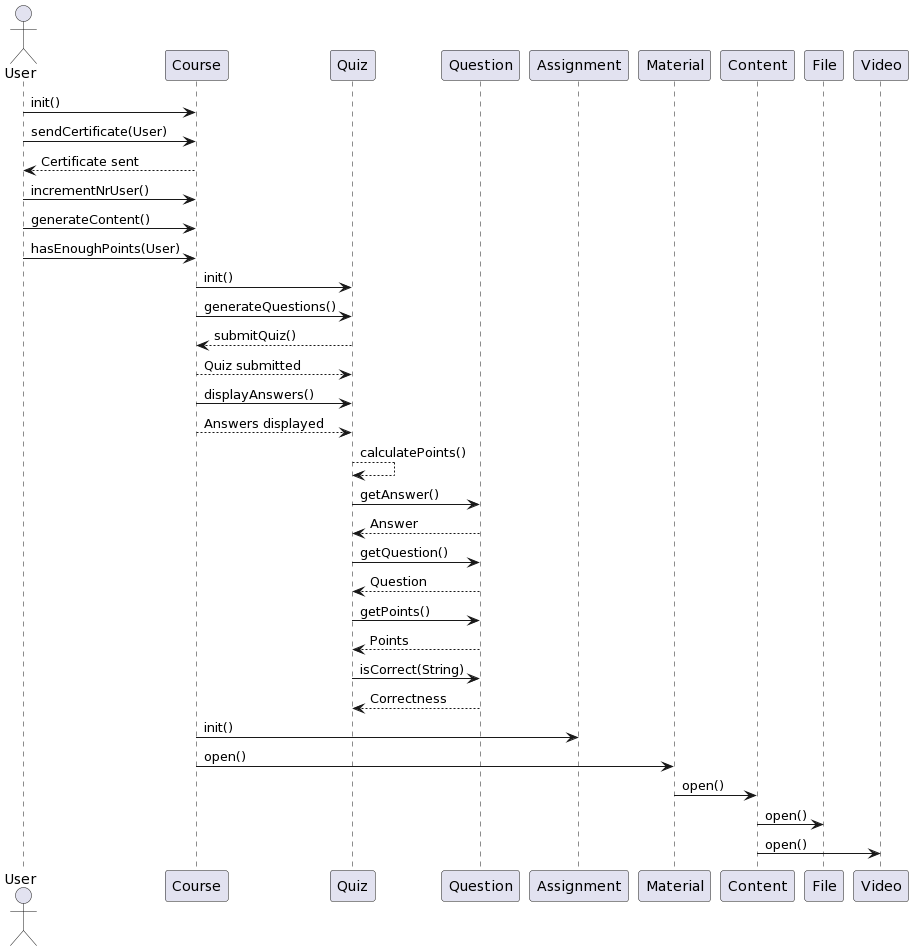 User
Course Quiz Question Assignment Material Content File Video
init()
sendCertificate(User)
Certificate sent
incrementNrUser()
generateContent()
hasEnoughPoints(User)
init()
generateQuestions()
submitQuiz()
Quiz submitted
displayAnswers()
Answers displayed
calculatePoints()
getAnswer()
Answer
getQuestion()
Question
getPoints()
Points
isCorrect(String)
Correctness
init()
open()
open()
open()
open()
User
Course Quiz Question Assignment Material Content File Video